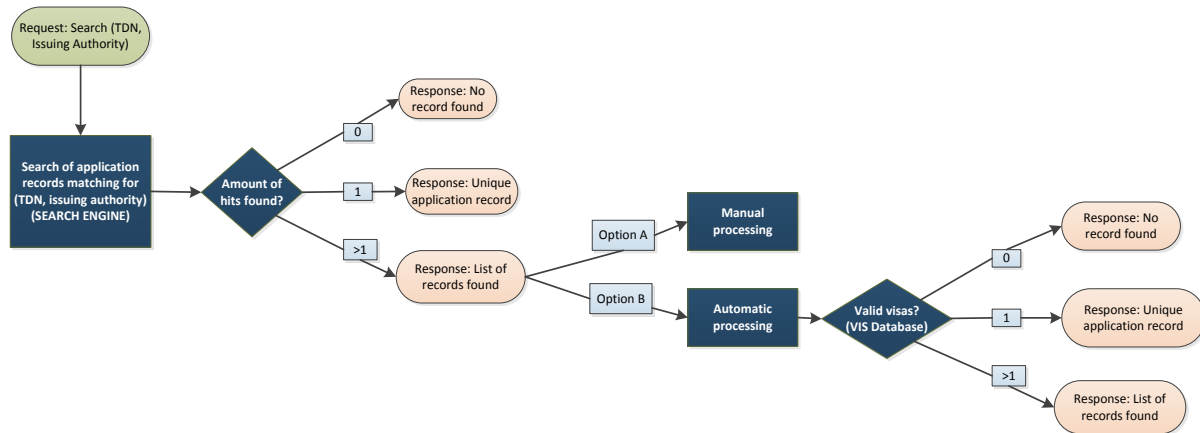 Request: Search (TDN,
Issuing Authority)
Search of application
records matching for
(TDN, issuing authority)
(SEARCH ENGINE)
Amount of
hits found?
0
Response: No
record found
1
Response: Unique
application record
>1
Response: List of
records found
Option A
Manual
processing
Option B
Automatic
processing
Valid visas?
(VIS Database)
0
Response: No
record found
1
Response: Unique
application record
>1
Response: List of
records found